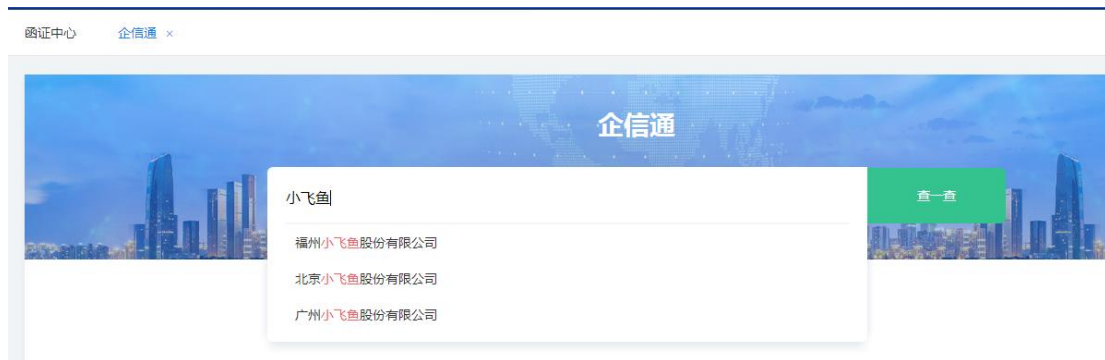 函证中心 企信通 ×
企信通
小飞鱼
查一查
福州小飞鱼股份有限公司
北京小飞鱼股份有限公司
广州小飞鱼股份有限公司